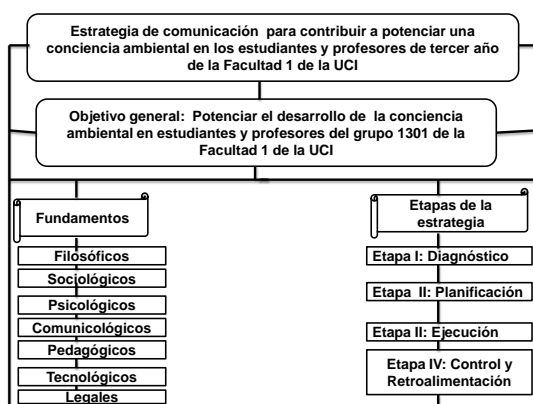 Estrategia de comunicación para contribuir a potenciar una
conciencia ambiental en los estudiantes y profesores de tercer año
de la Facultad 1 de la UCI
Objetivo general: Potenciar el desarrollo de la conciencia
ambiental en estudiantes y profesores del grupo 1301 de la
Facultad 1 de la UCI
Fundamentos
Filosóficos
Sociológicos
Psicológicos
Comunicológicos
Pedagógicos
Tecnológicos
Legales
Etapas de la
estrategia
Etapa I: Diagnóstico
Etapa II: Planificación
Etapa II: Ejecución
Etapa IV: Control y
Retroalimentación